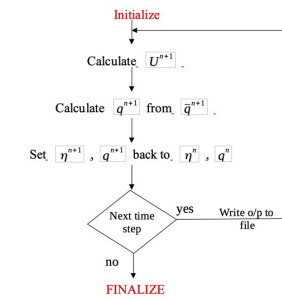 Initialize
Calculate U^{n+1}
Calculate q^{n+1} from q̅^{n+1}
Set η^{n+1} , q^{n+1} back to η^n , q^n
Next time
step
yes
Write o/p to
file
no
FINALIZE